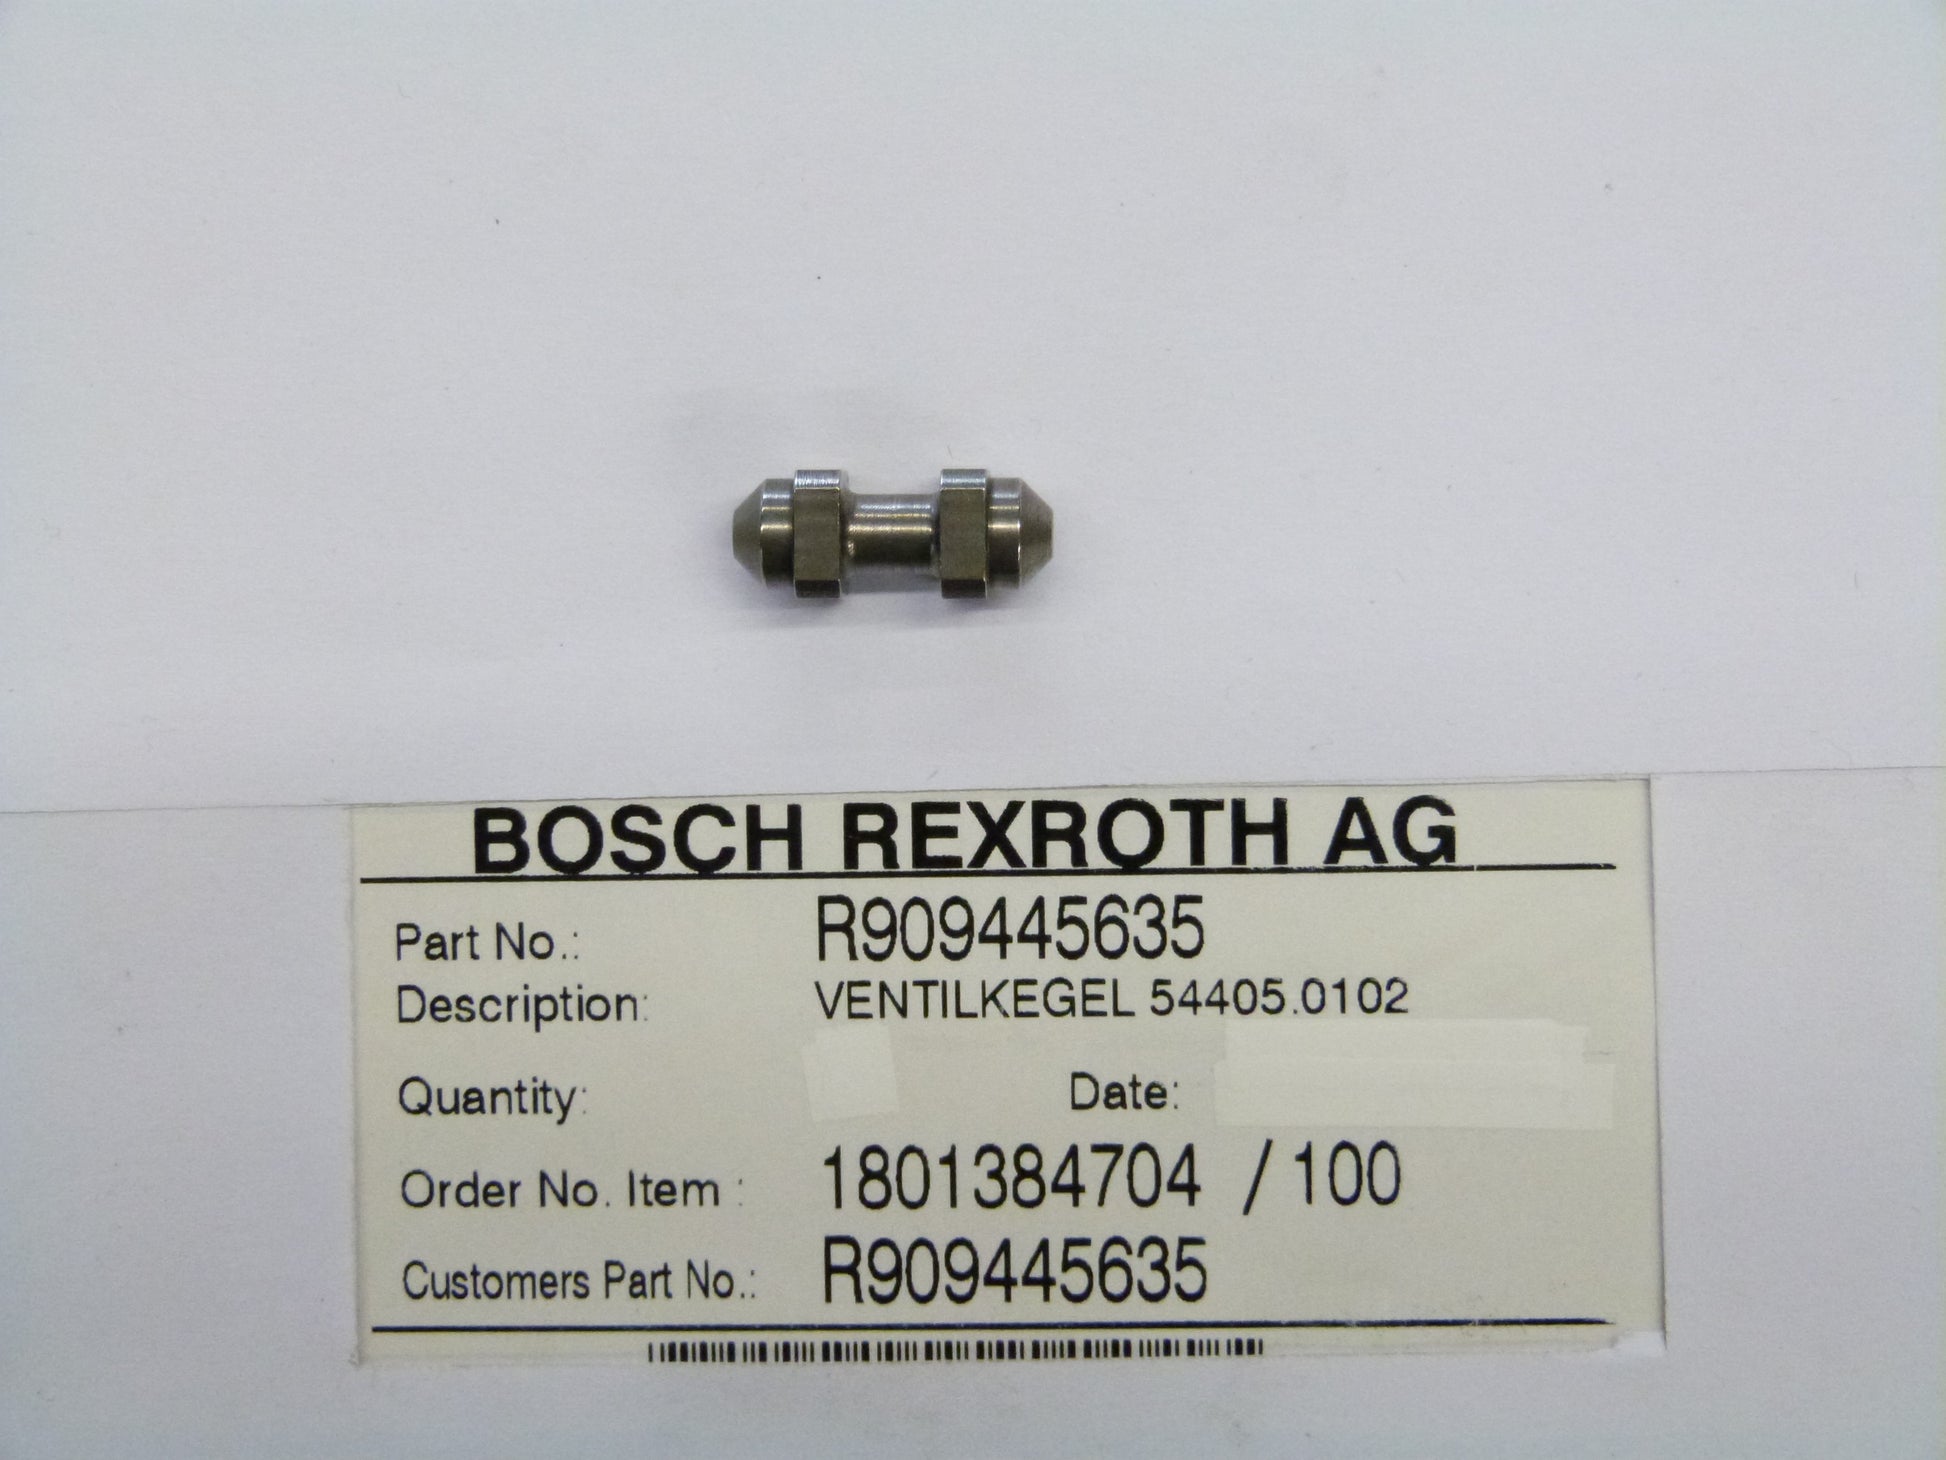 BOSCH REXROTH AG
Part No.: R909445635
Description: VENTILKEGEL 54405.0102
Quantity: Date:
Order No. Item : 1801384704 / 100
Customers Part No.: R909445635